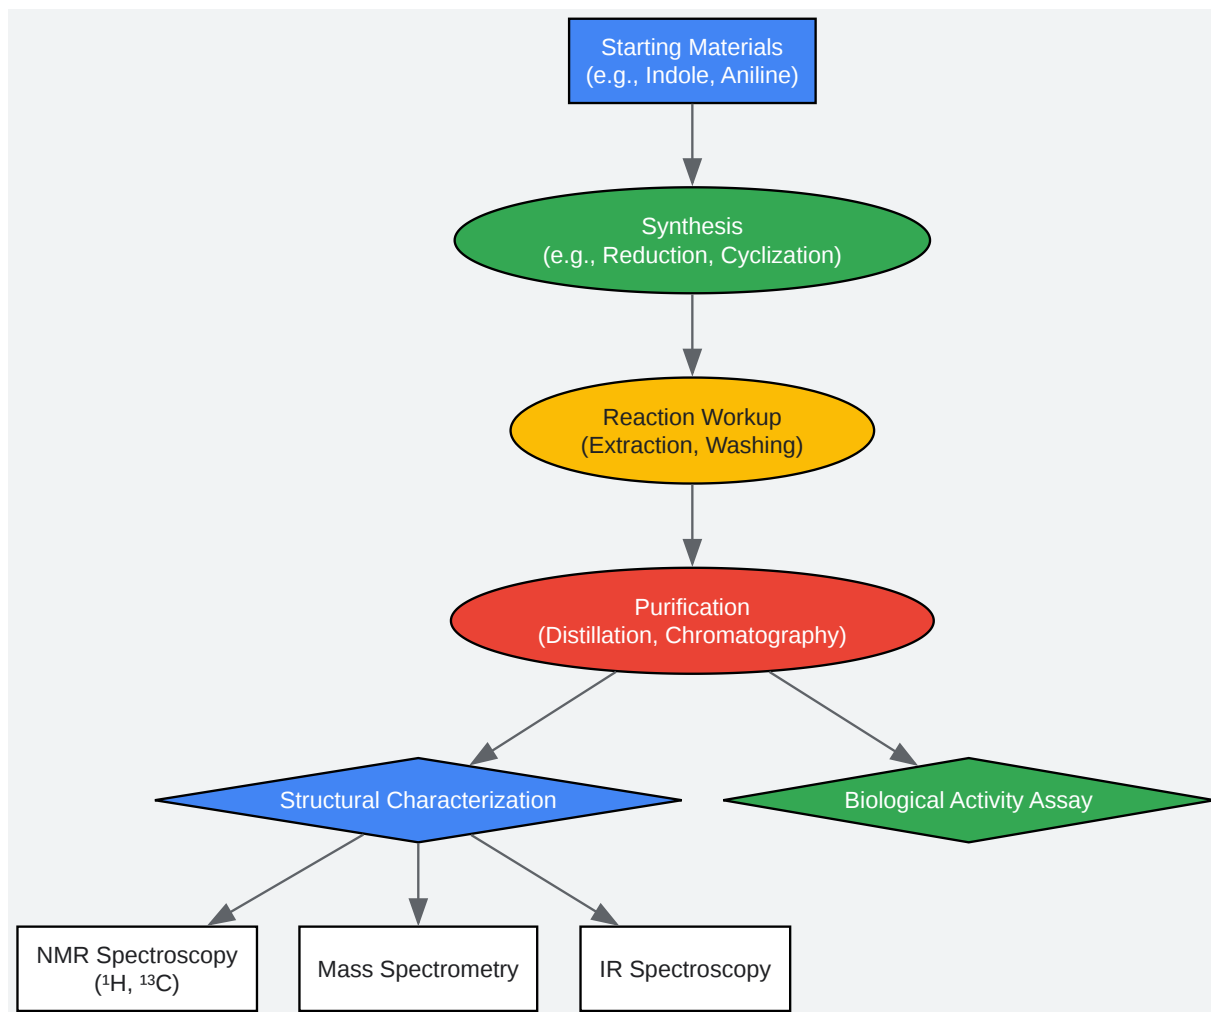 Starting Materials
(e.g., Indole, Aniline)
Synthesis
(e.g., Reduction, Cyclization)
Reaction Workup
(Extraction, Washing)
Purification
(Distillation, Chromatography)
Structural Characterization
Biological Activity Assay
NMR Spectroscopy
(¹H, ¹³C)
Mass Spectrometry
IR Spectroscopy